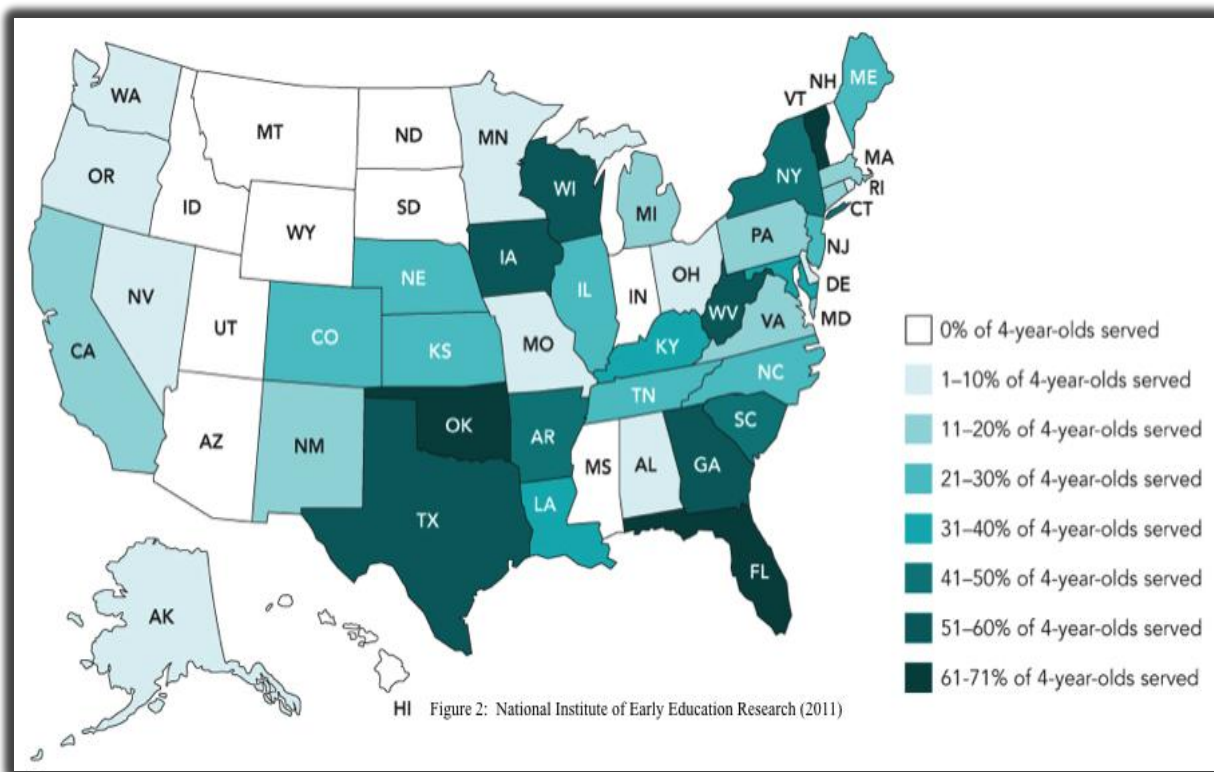 WA
MT
ND
MN
VT
NH
ME
OR
ID
WY
SD
WI
MI
NY
MA
RI
CT
NV
UT
NE
IA
IL
IN
OH
PA
NJ
DE
MD
CA
CO
KS
MO
KY
WV
VA
AZ
NM
OK
AR
TN
NC
SC
TX
LA
MS
AL
GA
FL
AK
HI
Figure 2: National Institute of Early Education Research (2011)
0% of 4-year-olds served
1–10% of 4-year-olds served
11–20% of 4-year-olds served
21–30% of 4-year-olds served
31–40% of 4-year-olds served
41–50% of 4-year-olds served
51–60% of 4-year-olds served
61-71% of 4-year-olds served